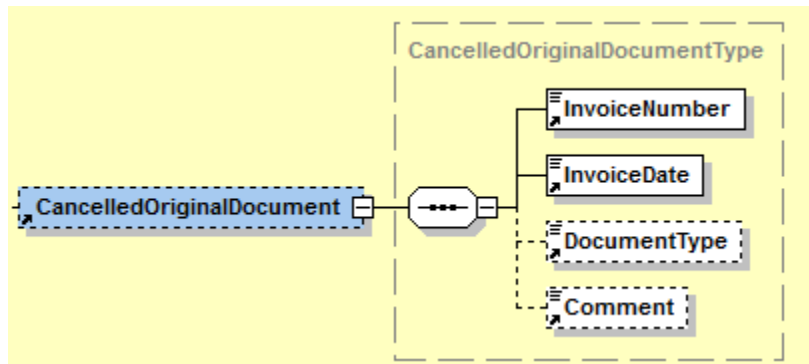 CancelledOriginalDocumentType
InvoiceNumber
InvoiceDate
CancelledOriginalDocument
DocumentType
Comment